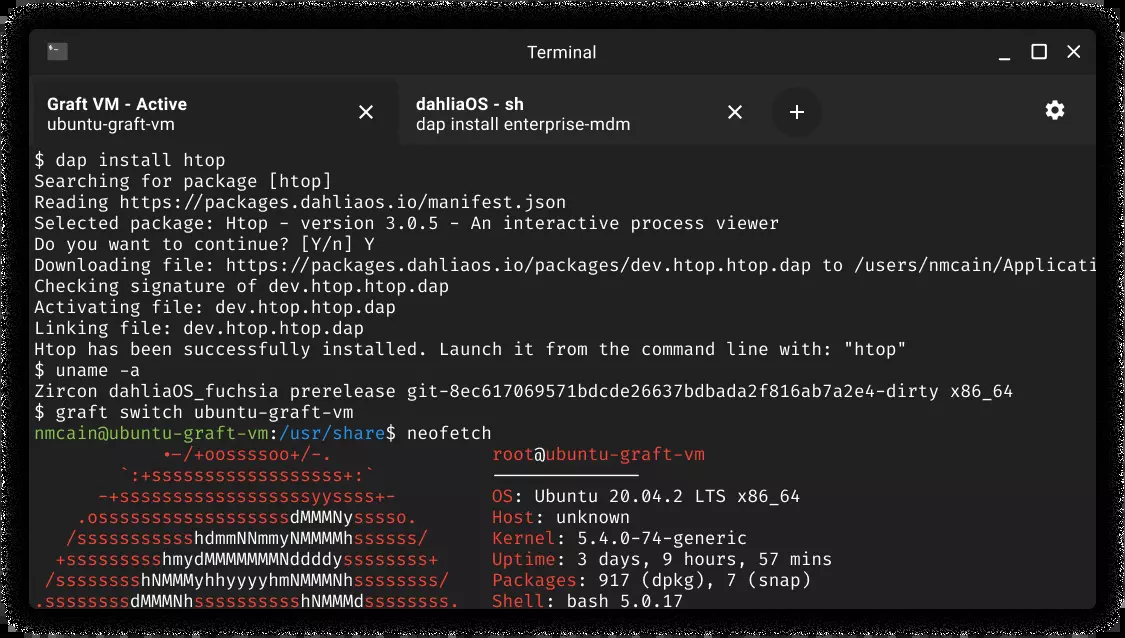 Terminal
Graft VM - Active
ubuntu-graft-vm
dahliaOS - sh
dap install enterprise-mdm
$ dap install htop
Searching for package [htop]
Reading https://packages.dahliaos.io/manifest.json
Selected package: Htop - version 3.0.5 - An interactive process viewer
Do you want to continue? [Y/n] Y
Downloading file: https://packages.dahliaos.io/packages/dev.htop.htop.dap to /users/nmcain/Applicati
Checking signature of dev.htop.htop.dap
Activating file: dev.htop.htop.dap
Linking file: dev.htop.htop.dap
Htop has been successfully installed. Launch it from the command line with: "htop"
$ uname -a
Zircon dahliaOS_fuchsia prerelease git-8ec617069571bdcde26637bdbada2f816ab7a2e4-dirty x86_64
$ graft switch ubuntu-graft-vm
nmcain@ubuntu-graft-vm:/usr/share$ neofetch
•-/+oossssoo+/-. root@ubuntu-graft-vm
`:+ssssssssssssssssss+:`
-+ssssssssssssssssssyyssss+- OS: Ubuntu 20.04.2 LTS x86_64
.ossssssssssssssssssdMMMNysssso. Host: unknown
/ssssssssssshdmmNNmmyNMMMMhssssss/ Kernel: 5.4.0-74-generic
+ssssssssshmydMMMMMMMNddddyssssssss+ Uptime: 3 days, 9 hours, 57 mins
/sssssssshNMMMyhhyyyyhmNMMMNhssssssss/ Packages: 917 (dpkg), 7 (snap)
.ssssssssdMMMNhsssssssssshNMMMdssssssss. Shell: bash 5.0.17